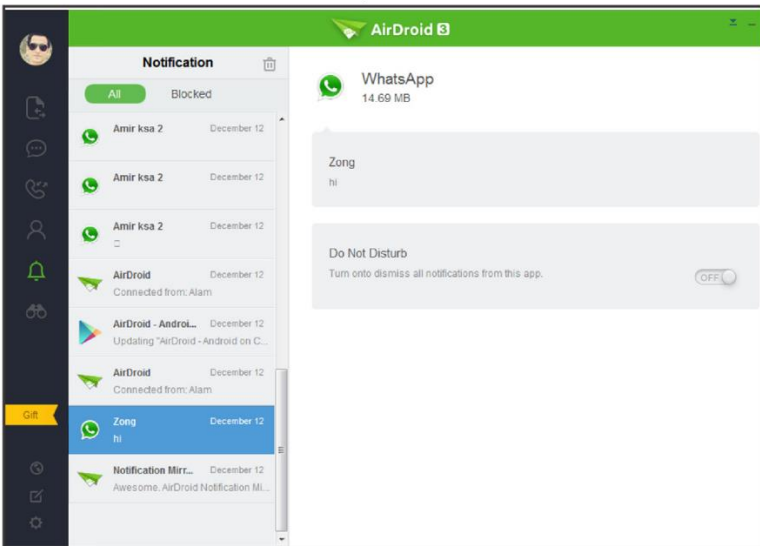 AirDroid 3
Notification
All Blocked
Amir ksa 2 December 12
Amir ksa 2 December 12
Amir ksa 2 December 12
AirDroid December 12
Connected from: Alam
AirDroid - Androi... December 12
Updating "AirDroid - Android on C...
AirDroid December 12
Connected from: Alam
Zong December 12
hi
Notification Mirr... December 12
Awesome. AirDroid Notification Mi...
Gift
WhatsApp
14.69 MB
Zong
hi
Do Not Disturb
Turn onto dismiss all notifications from this app.
OFF